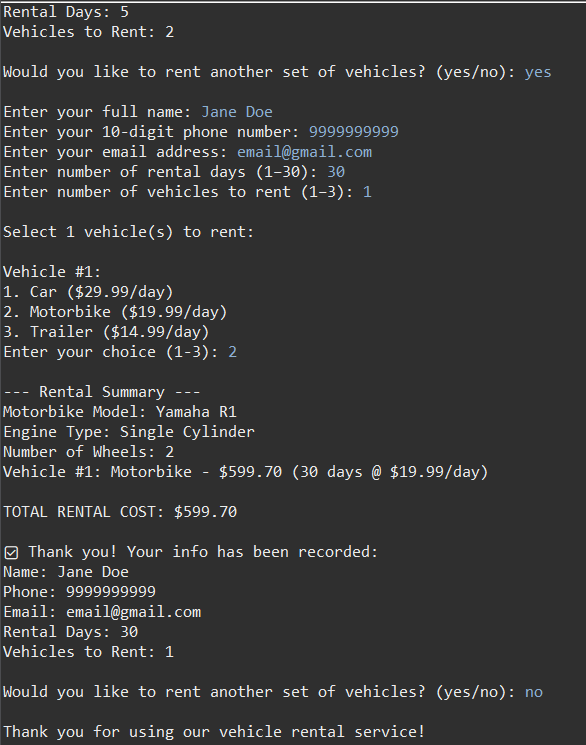 Rental Days: 5
Vehicles to Rent: 2
Would you like to rent another set of vehicles? (yes/no): yes
Enter your full name: Jane Doe
Enter your 10-digit phone number: 9999999999
Enter your email address: email@gmail.com
Enter number of rental days (1–30): 30
Enter number of vehicles to rent (1–3): 1
Select 1 vehicle(s) to rent:
Vehicle #1:
1. Car ($29.99/day)
2. Motorbike ($19.99/day)
3. Trailer ($14.99/day)
Enter your choice (1-3): 2
--- Rental Summary ---
Motorbike Model: Yamaha R1
Engine Type: Single Cylinder
Number of Wheels: 2
Vehicle #1: Motorbike - $599.70 (30 days @ $19.99/day)
TOTAL RENTAL COST: $599.70
☑ Thank you! Your info has been recorded:
Name: Jane Doe
Phone: 9999999999
Email: email@gmail.com
Rental Days: 30
Vehicles to Rent: 1
Would you like to rent another set of vehicles? (yes/no): no
Thank you for using our vehicle rental service!